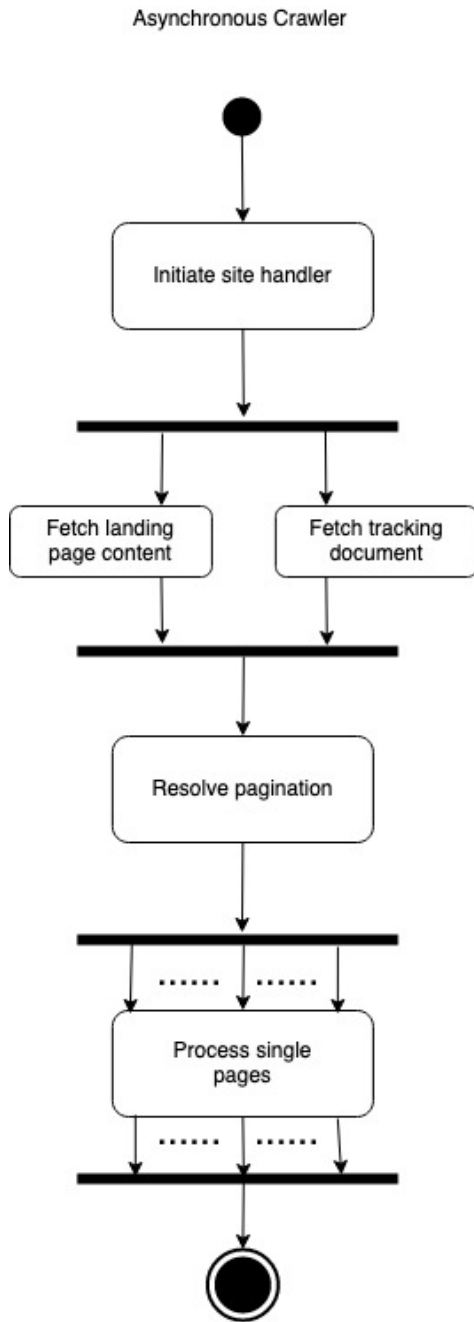 Asynchronous Crawler
Initiate site handler
Fetch landing
page content
Fetch tracking
document
Resolve pagination
Process single
pages